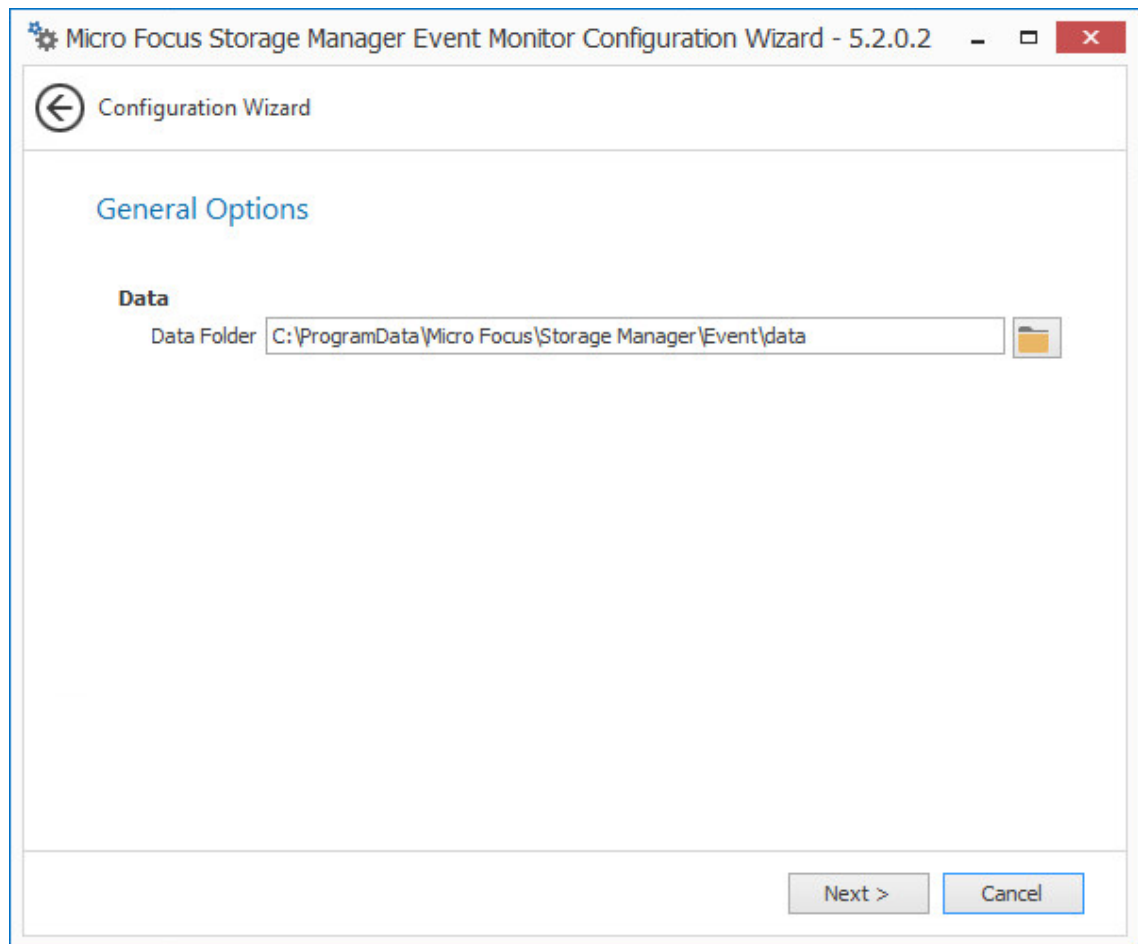 Micro Focus Storage Manager Event Monitor Configuration Wizard - 5.2.0.2
Configuration Wizard
General Options
Data
Data Folder C:\ProgramData\Micro Focus\Storage Manager\Event\data
Next > Cancel